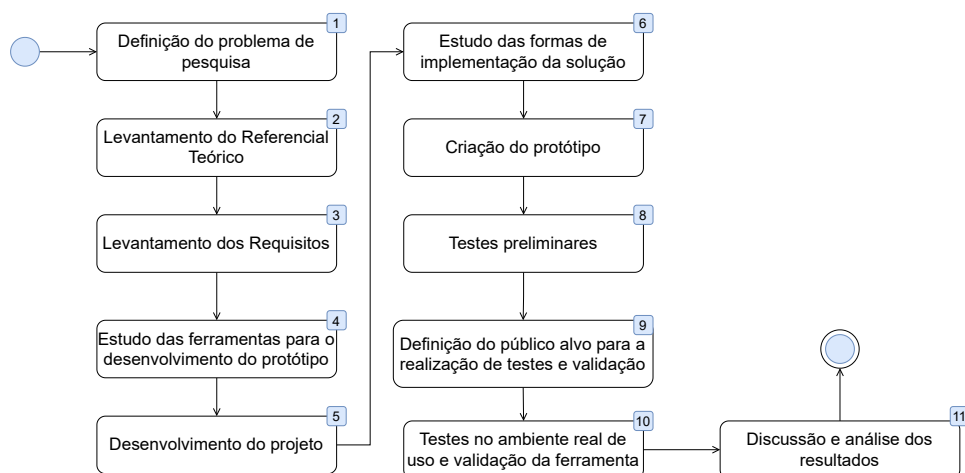 1
Definição do problema de
pesquisa
2
Levantamento do Referencial
Teórico
3
Levantamento dos Requisitos
4
Estudo das ferramentas para o
desenvolvimento do protótipo
5
Desenvolvimento do projeto
6
Estudo das formas de
implementação da solução
7
Criação do protótipo
8
Testes preliminares
9
Definição do público alvo para a
realização de testes e validação
10
Testes no ambiente real de
uso e validação da ferramenta
11
Discussão e análise dos
resultados